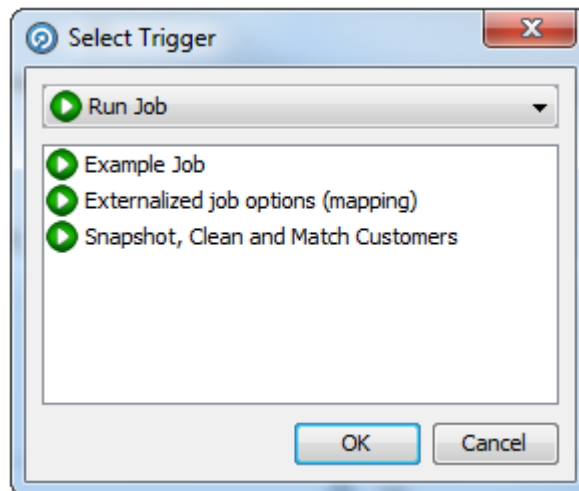 Select Trigger
Run Job
Example Job
Externalized job options (mapping)
Snapshot, Clean and Match Customers
OK
Cancel